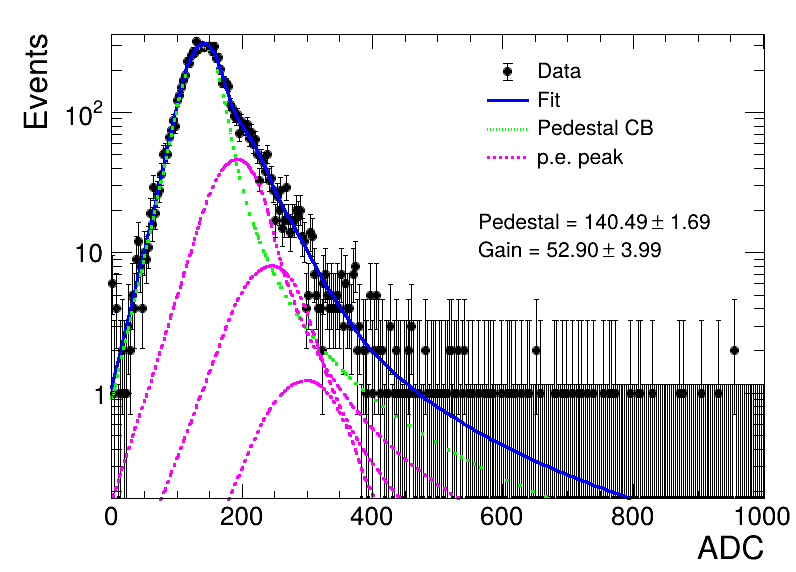 Events
10²
10
1
Data
Fit
Pedestal CB
p.e. peak
Pedestal = 140.49 ± 1.69
Gain = 52.90 ± 3.99
0 200 400 600 800 1000
ADC